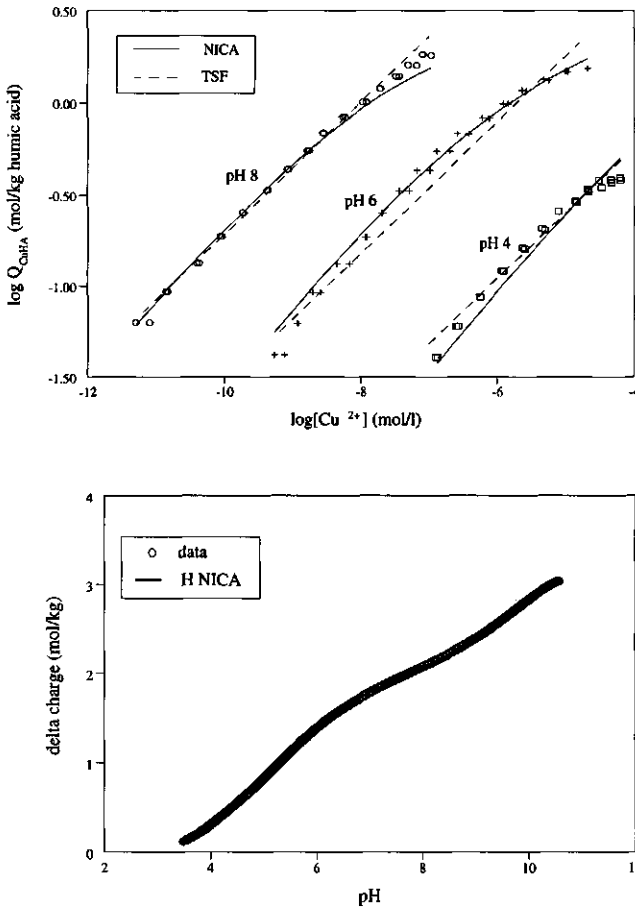 0.50
0.00
-0.50
-1.00
-1.50
log Q_CuHA (mol/kg humic acid)
NICA
TSF
pH 8
pH 6
pH 4
-12
-10
-8
-6
-4
log[Cu 2+] (mol/l)
4
3
2
1
0
delta charge (mol/kg)
data
H NICA
2
4
6
8
10
pH